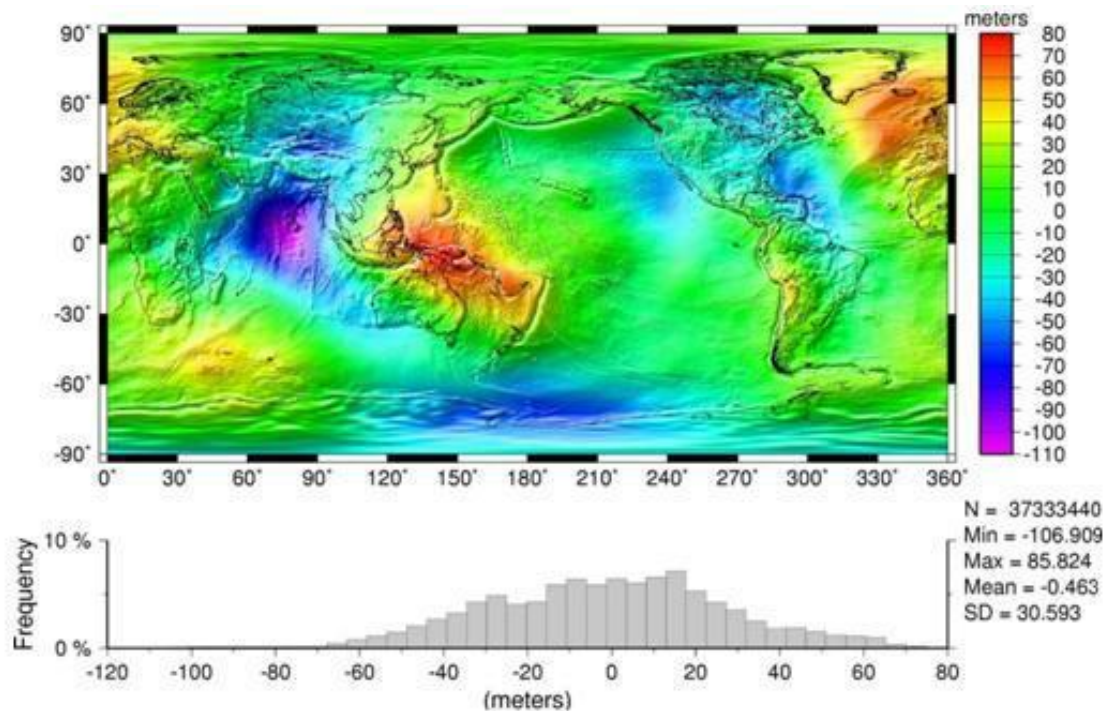 meters
90°
60°
30°
0°
-30°
-60°
-90°
0° 30° 60° 90° 120° 150° 180° 210° 240° 270° 300° 330° 360°
80
70
60
50
40
30
20
10
0
-10
-20
-30
-40
-50
-60
-70
-80
-90
-100
-110
N = 37333440
Min = -106.909
Max = 85.824
Mean = -0.463
SD = 30.593
Frequency
10 %
0 %
-120 -100 -80 -60 -40 -20 0 20 40 60 80
(meters)